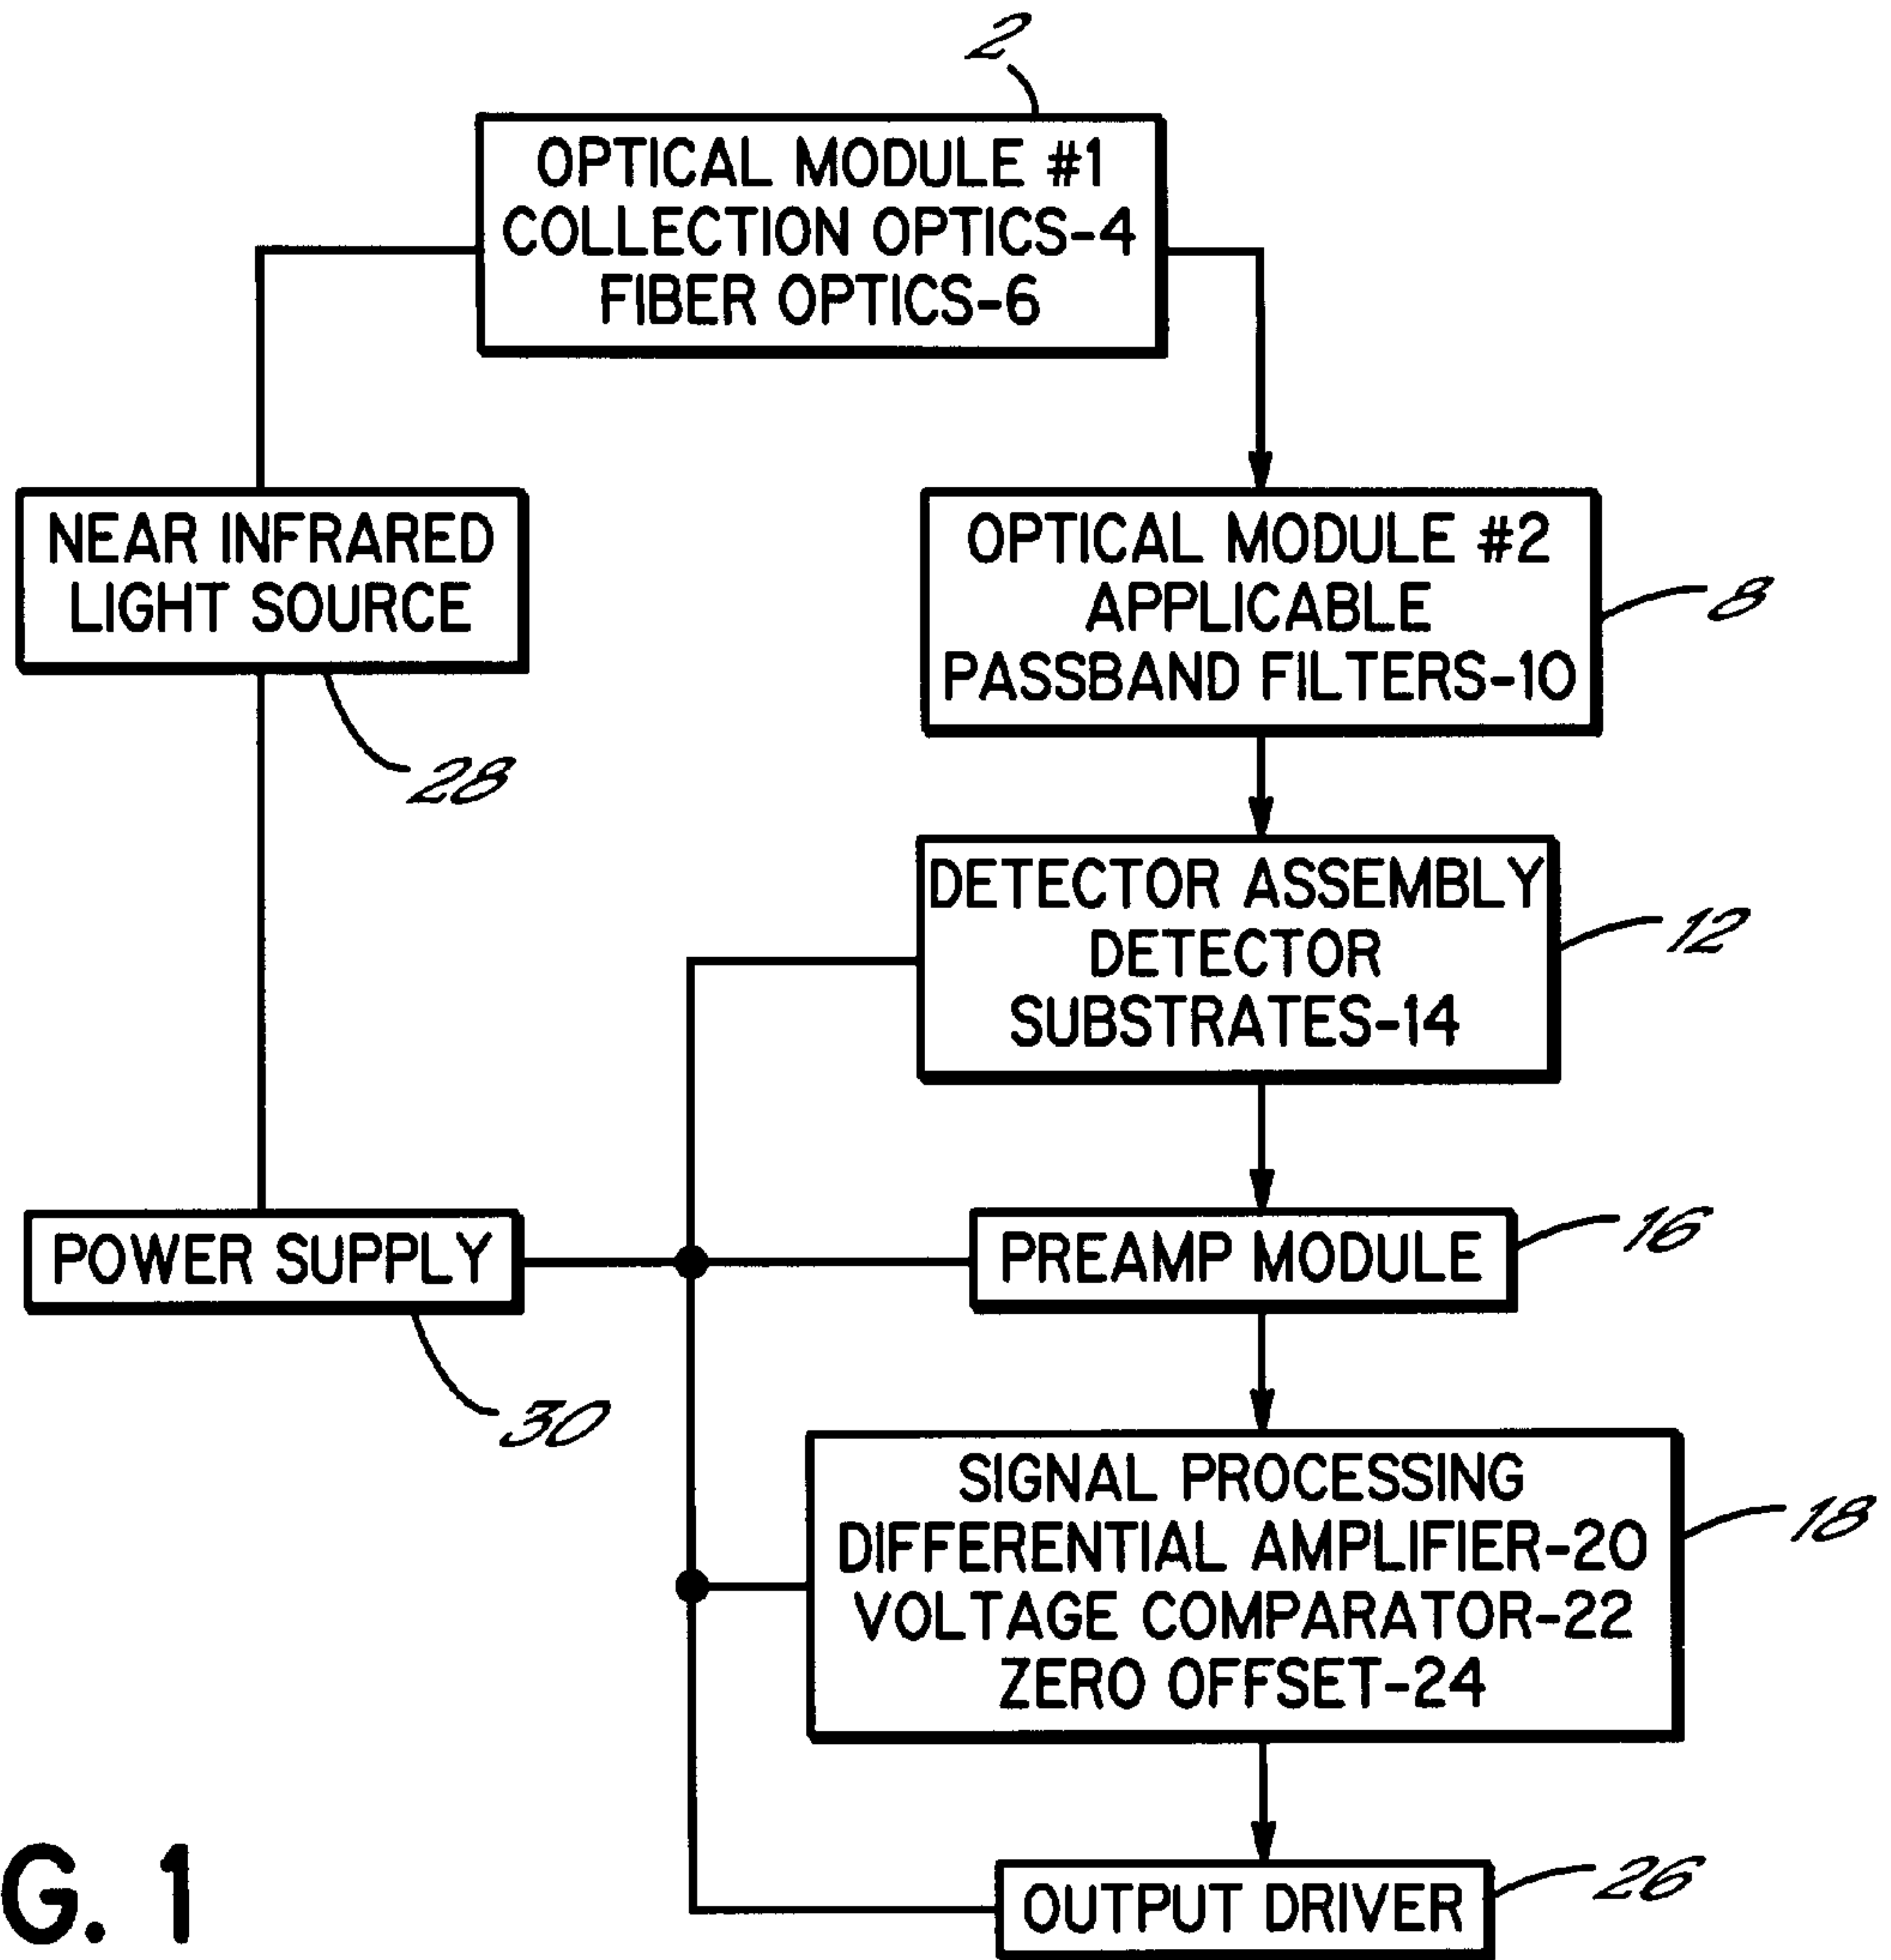 2
OPTICAL MODULE #1
COLLECTION OPTICS-4
FIBER OPTICS-6
NEAR INFRARED
LIGHT SOURCE
28
OPTICAL MODULE #2
APPLICABLE
PASSBAND FILTERS-10
8
DETECTOR ASSEMBLY
DETECTOR
SUBSTRATES-14
12
POWER SUPPLY
30
PREAMP MODULE
16
SIGNAL PROCESSING
DIFFERENTIAL AMPLIFIER-20
VOLTAGE COMPARATOR-22
ZERO OFFSET-24
18
OUTPUT DRIVER
26
G. 1